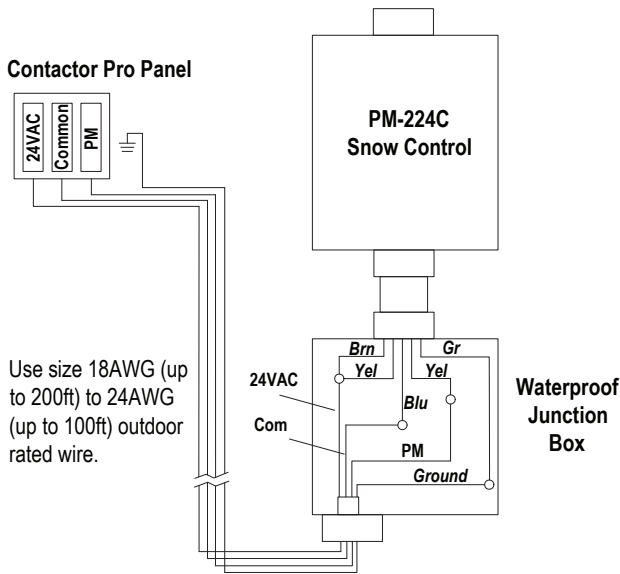 Contactor Pro Panel
24VAC
Common
PM
PM-224C
Snow Control
Use size 18AWG (up
to 200ft) to 24AWG
(up to 100ft) outdoor
rated wire.
Brn
Gr
Yel
Yel
24VAC
Blu
Com
PM
Ground
Waterproof
Junction
Box